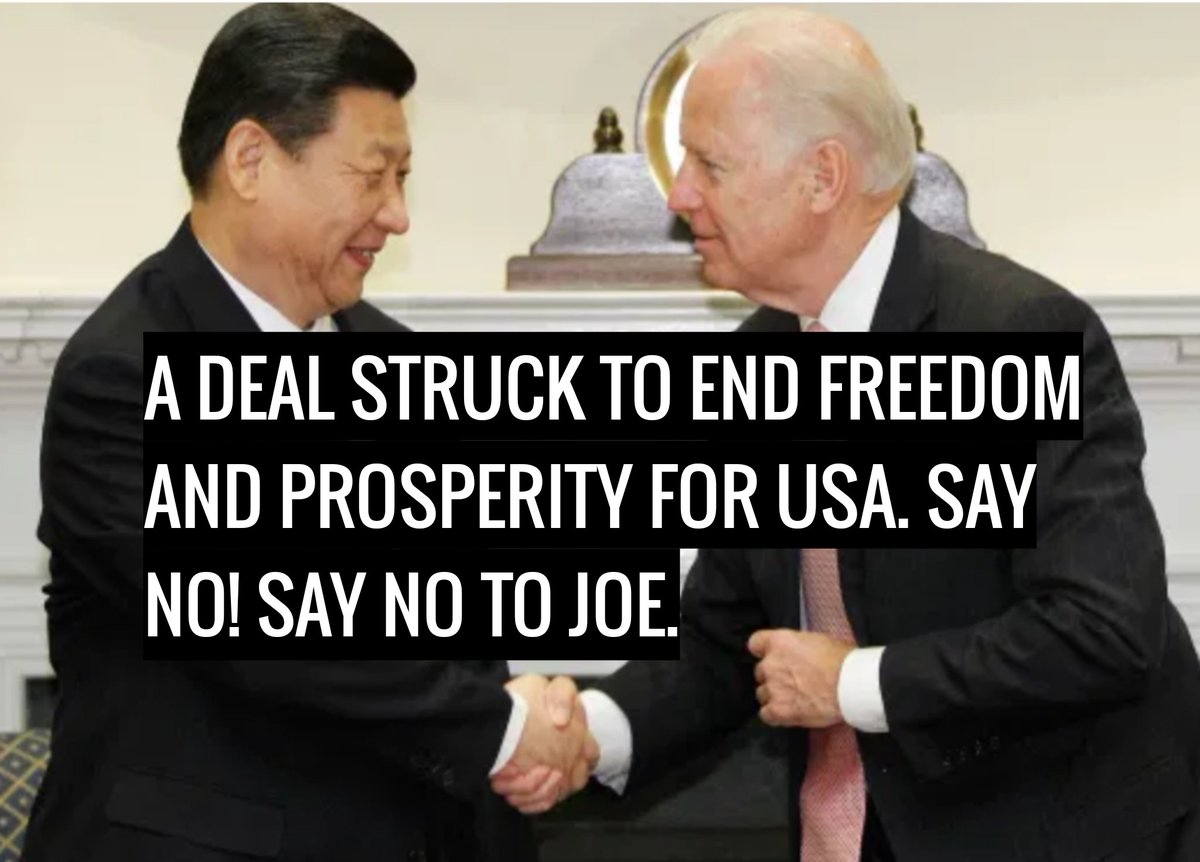 A DEAL STRUCK TO END FREEDOM
AND PROSPERITY FOR USA. SAY
NO! SAY NO TO JOE.